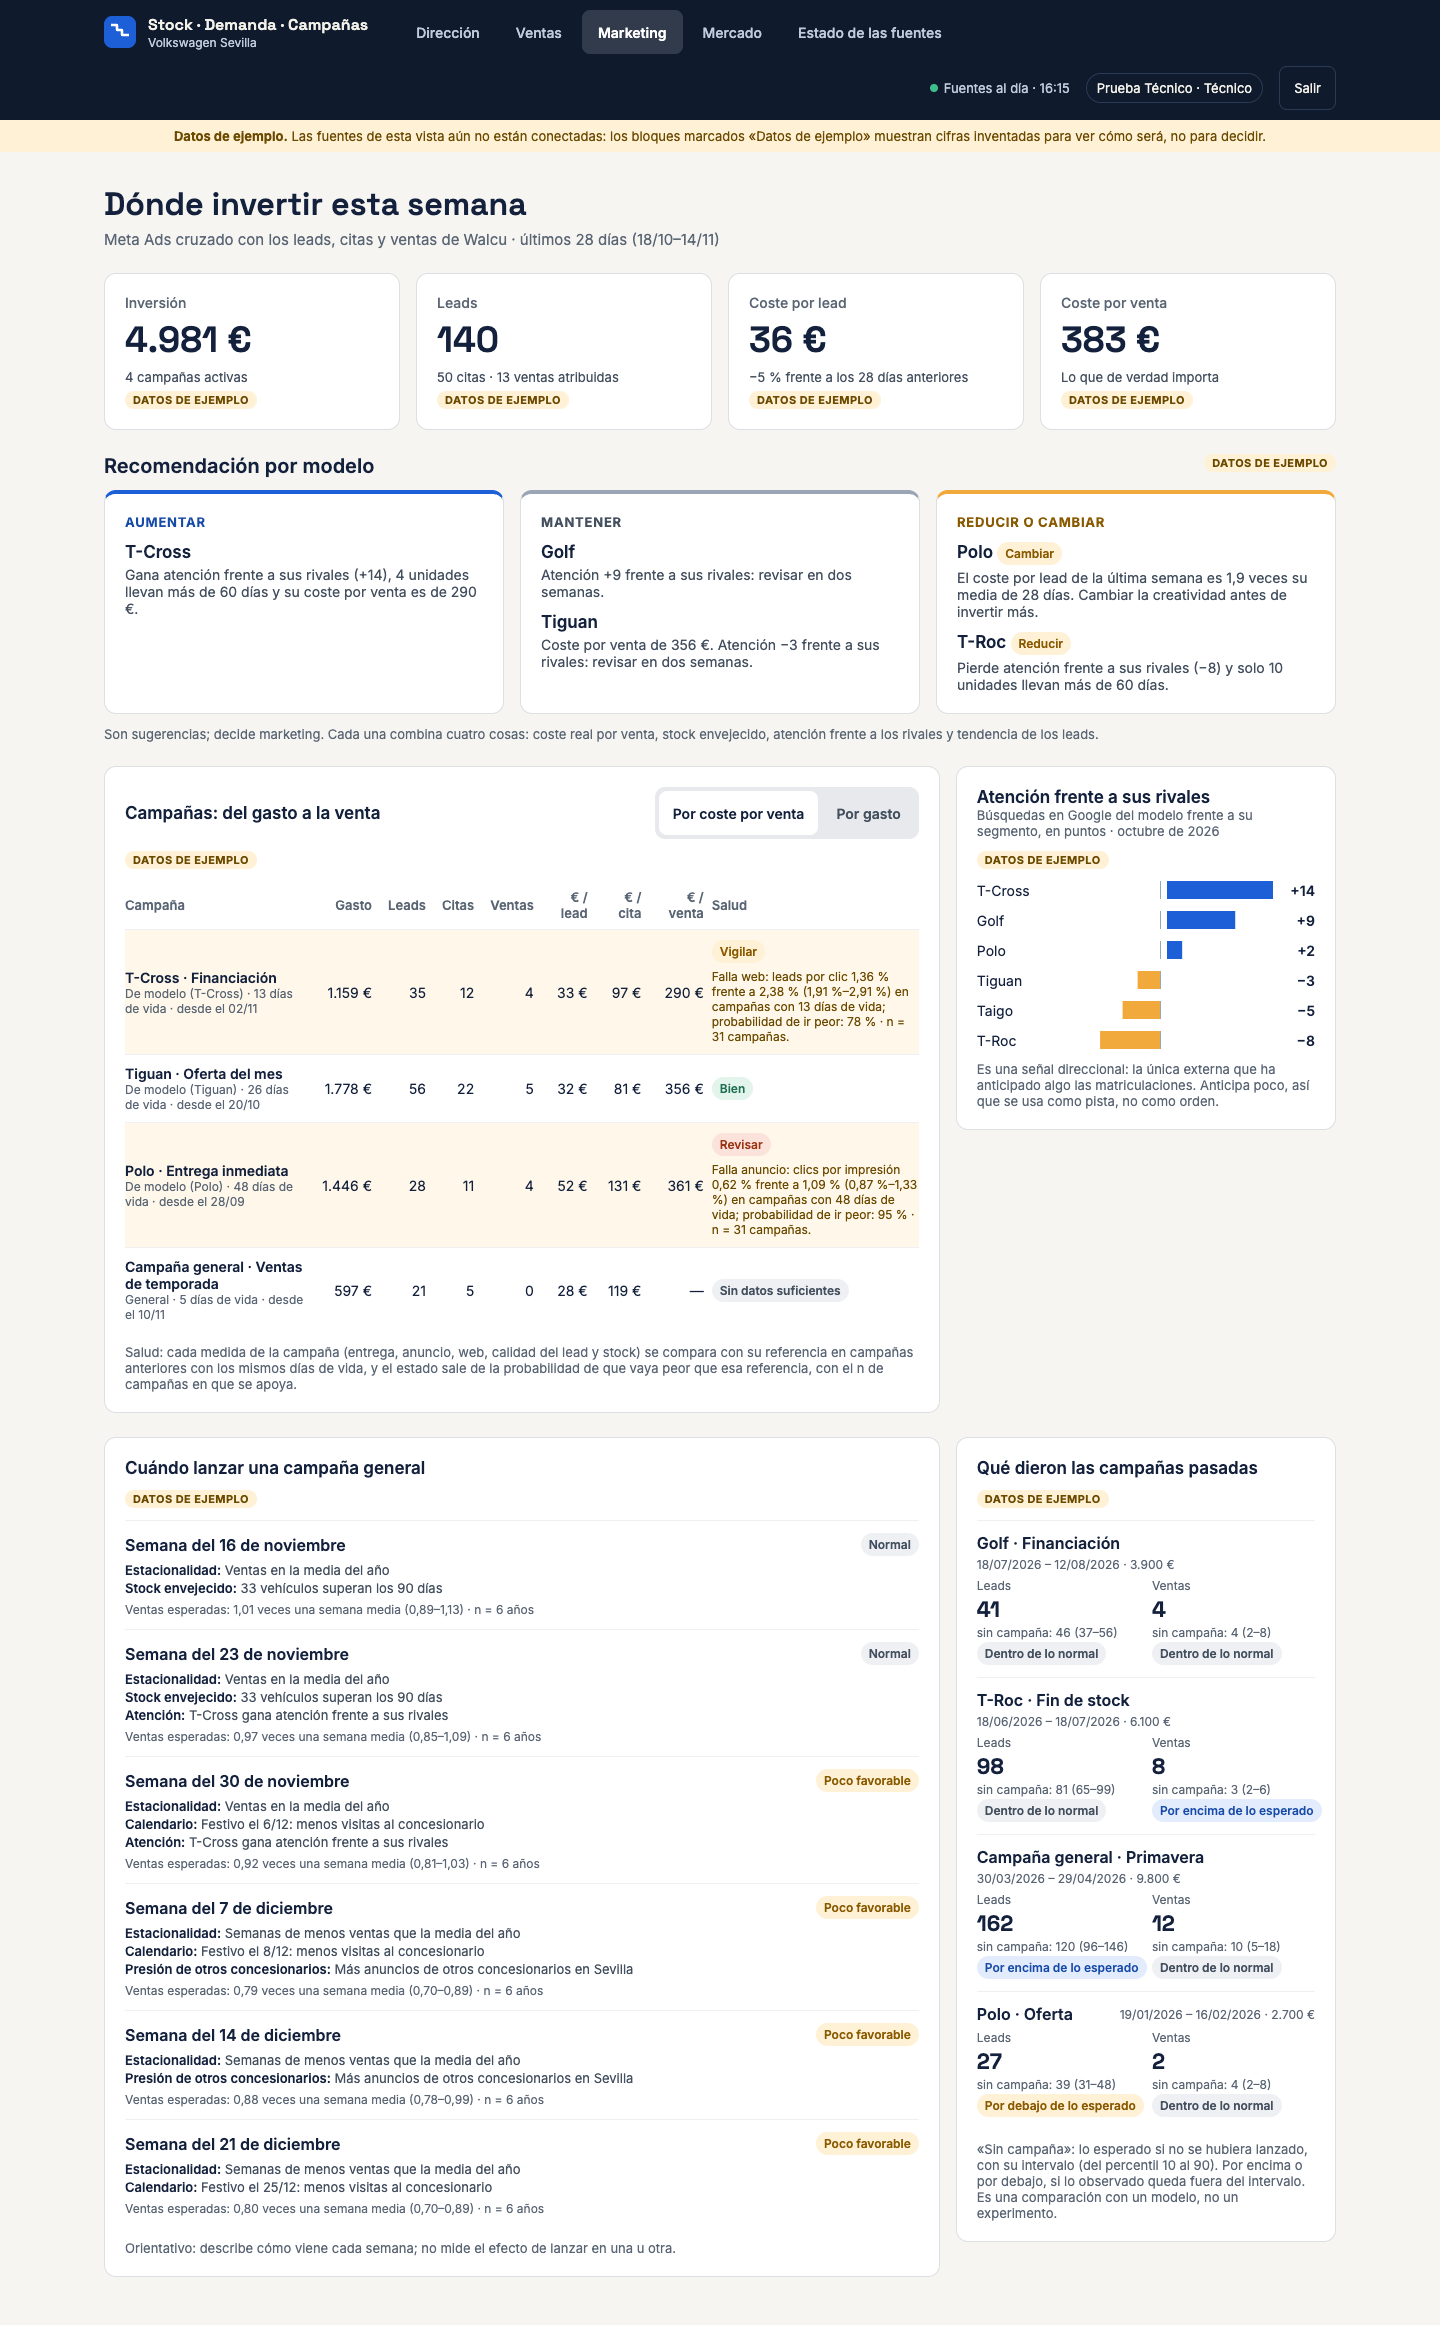 Stock · Demanda · Campañas
Volkswagen Sevilla
Dirección
Ventas
Marketing
Mercado
Estado de las fuentes
Fuentes al día · 16:15
Prueba Técnico · Técnico
Salir
Datos de ejemplo. Las fuentes de esta vista aún no están conectadas: los bloques marcados «Datos de ejemplo» muestran cifras inventadas para ver cómo será, no para decidir.
Dónde invertir esta semana
Meta Ads cruzado con los leads, citas y ventas de Walcu · últimos 28 días (18/10–14/11)
Inversión
4.981 €
4 campañas activas
DATOS DE EJEMPLO
Leads
140
50 citas · 13 ventas atribuidas
DATOS DE EJEMPLO
Coste por lead
36 €
−5 % frente a los 28 días anteriores
DATOS DE EJEMPLO
Coste por venta
383 €
Lo que de verdad importa
DATOS DE EJEMPLO
Recomendación por modelo
DATOS DE EJEMPLO
AUMENTAR
T-Cross
Gana atención frente a sus rivales (+14), 4 unidades
llevan más de 60 días y su coste por venta es de 290
€.
MANTENER
Golf
Atención +9 frente a sus rivales: revisar en dos
semanas.
Tiguan
Coste por venta de 356 €. Atención −3 frente a sus
rivales: revisar en dos semanas.
REDUCIR O CAMBIAR
Polo Cambiar
El coste por lead de la última semana es 1,9 veces su
media de 28 días. Cambiar la creatividad antes de
invertir más.
T-Roc Reducir
Pierde atención frente a sus rivales (−8) y solo 10
unidades llevan más de 60 días.
Son sugerencias; decide marketing. Cada una combina cuatro cosas: coste real por venta, stock envejecido, atención frente a los rivales y tendencia de los leads.
Campañas: del gasto a la venta
Por coste por venta
Por gasto
DATOS DE EJEMPLO
Campaña Gasto Leads Citas Ventas € / lead € / cita € / venta Salud
T-Cross · Financiación
De modelo (T-Cross) · 13 días
de vida · desde el 02/11
1.159 € 35 12 4 33 € 97 € 290 €
Vigilar
Falla web: leads por clic 1,36 %
frente a 2,38 % (1,91 %–2,91 %) en
campañas con 13 días de vida;
probabilidad de ir peor: 78 % · n =
31 campañas.
Tiguan · Oferta del mes
De modelo (Tiguan) · 26 días
de vida · desde el 20/10
1.778 € 56 22 5 32 € 81 € 356 € Bien
Polo · Entrega inmediata
De modelo (Polo) · 48 días de
vida · desde el 28/09
1.446 € 28 11 4 52 € 131 € 361 €
Revisar
Falla anuncio: clics por impresión
0,62 % frente a 1,09 % (0,87 %–1,33
%) en campañas con 48 días de
vida; probabilidad de ir peor: 95 % ·
n = 31 campañas.
Campaña general · Ventas
de temporada
General · 5 días de vida · desde
el 10/11
597 € 21 5 0 28 € 119 € — Sin datos suficientes
Salud: cada medida de la campaña (entrega, anuncio, web, calidad del lead y stock) se compara con su referencia en campañas
anteriores con los mismos días de vida, y el estado sale de la probabilidad de que vaya peor que esa referencia, con el n de
campañas en que se apoya.
Atención frente a sus rivales
Búsquedas en Google del modelo frente a su
segmento, en puntos · octubre de 2026
DATOS DE EJEMPLO
T-Cross +14
Golf +9
Polo +2
Tiguan −3
Taigo −5
T-Roc −8
Es una señal direccional: la única externa que ha
anticipado algo las matriculaciones. Anticipa poco, así
que se usa como pista, no como orden.
Cuándo lanzar una campaña general
DATOS DE EJEMPLO
Semana del 16 de noviembre Normal
Estacionalidad: Ventas en la media del año
Stock envejecido: 33 vehículos superan los 90 días
Ventas esperadas: 1,01 veces una semana media (0,89–1,13) · n = 6 años
Semana del 23 de noviembre Normal
Estacionalidad: Ventas en la media del año
Stock envejecido: 33 vehículos superan los 90 días
Atención: T-Cross gana atención frente a sus rivales
Ventas esperadas: 0,97 veces una semana media (0,85–1,09) · n = 6 años
Semana del 30 de noviembre Poco favorable
Estacionalidad: Ventas en la media del año
Calendario: Festivo el 6/12: menos visitas al concesionario
Atención: T-Cross gana atención frente a sus rivales
Ventas esperadas: 0,92 veces una semana media (0,81–1,03) · n = 6 años
Semana del 7 de diciembre Poco favorable
Estacionalidad: Semanas de menos ventas que la media del año
Calendario: Festivo el 8/12: menos visitas al concesionario
Presión de otros concesionarios: Más anuncios de otros concesionarios en Sevilla
Ventas esperadas: 0,79 veces una semana media (0,70–0,89) · n = 6 años
Semana del 14 de diciembre Poco favorable
Estacionalidad: Semanas de menos ventas que la media del año
Presión de otros concesionarios: Más anuncios de otros concesionarios en Sevilla
Ventas esperadas: 0,88 veces una semana media (0,78–0,99) · n = 6 años
Semana del 21 de diciembre Poco favorable
Estacionalidad: Semanas de menos ventas que la media del año
Calendario: Festivo el 25/12: menos visitas al concesionario
Ventas esperadas: 0,80 veces una semana media (0,70–0,89) · n = 6 años
Orientativo: describe cómo viene cada semana; no mide el efecto de lanzar en una u otra.
Qué dieron las campañas pasadas
DATOS DE EJEMPLO
Golf · Financiación
18/07/2026 – 12/08/2026 · 3.900 €
Leads Ventas
41 4
sin campaña: 46 (37–56) sin campaña: 4 (2–8)
Dentro de lo normal Dentro de lo normal
T-Roc · Fin de stock
18/06/2026 – 18/07/2026 · 6.100 €
Leads Ventas
98 8
sin campaña: 81 (65–99) sin campaña: 3 (2–6)
Dentro de lo normal Por encima de lo esperado
Campaña general · Primavera
30/03/2026 – 29/04/2026 · 9.800 €
Leads Ventas
162 12
sin campaña: 120 (96–146) sin campaña: 10 (5–18)
Por encima de lo esperado Dentro de lo normal
Polo · Oferta 19/01/2026 – 16/02/2026 · 2.700 €
Leads Ventas
27 2
sin campaña: 39 (31–48) sin campaña: 4 (2–8)
Por debajo de lo esperado Dentro de lo normal
«Sin campaña»: lo esperado si no se hubiera lanzado,
con su intervalo (del percentil 10 al 90). Por encima o
por debajo, si lo observado queda fuera del intervalo.
Es una comparación con un modelo, no un
experimento.